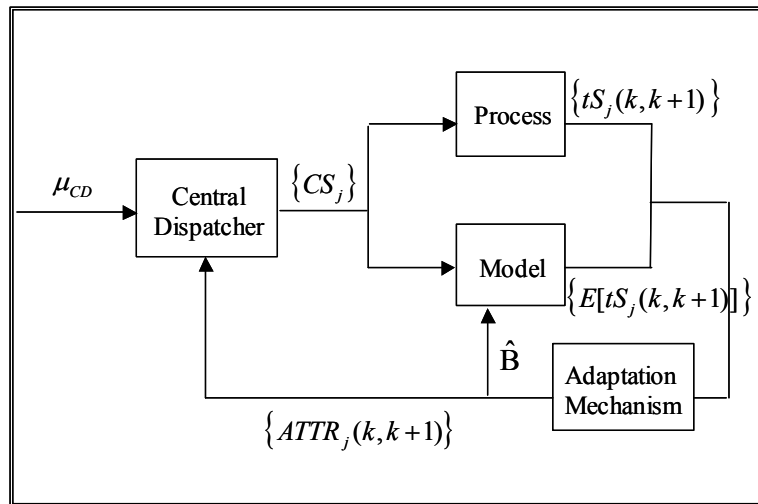 Process
{tS_j(k,k+1)}
μ_CD
Central
Dispatcher
{CS_j}
Model
{E[tS_j(k,k+1)]}
B̂
Adaptation
Mechanism
{ATTR_j(k,k+1)}